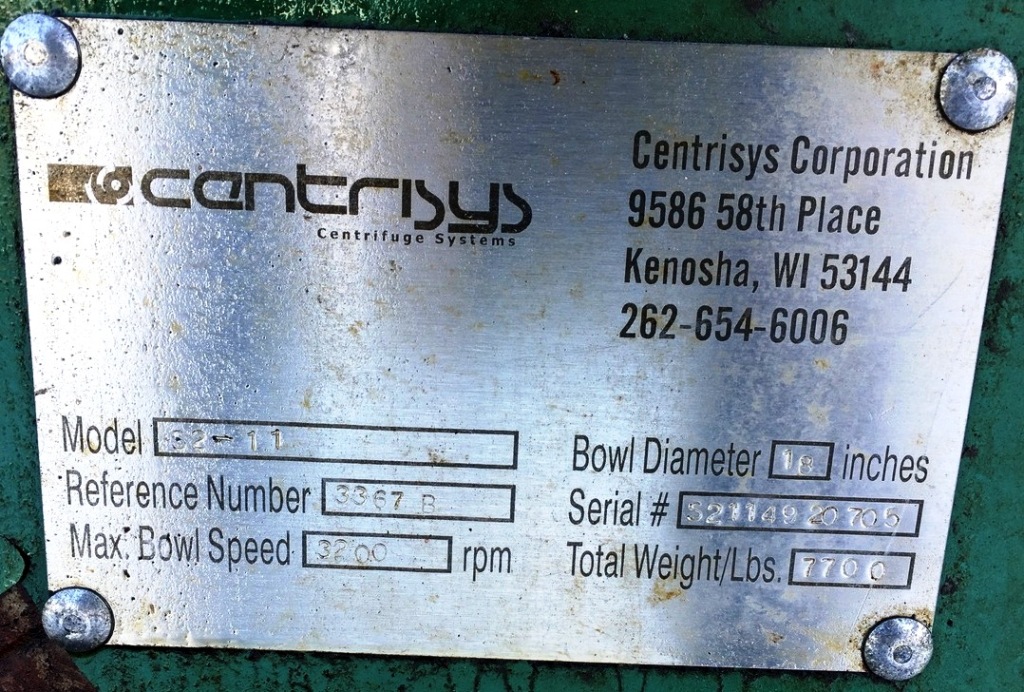 centrisys
Centrifuge Systems
Centrisys Corporation
9586 58th Place
Kenosha, WI 53144
262-654-6006
Model
Reference Number 3367 B
Max. Bowl Speed 3200 rpm
Bowl Diameter 18 inches
Serial #
Total Weight/Lbs. 7700